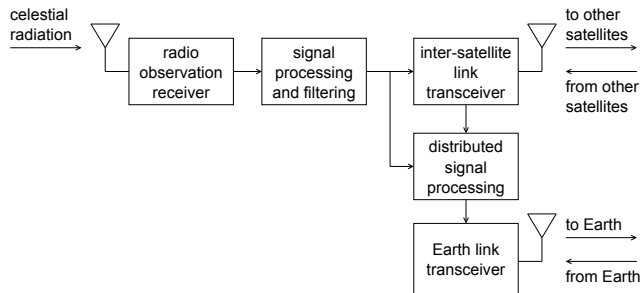 celestial
radiation
radio
observation
receiver
signal
processing
and filtering
inter-satellite
link
transceiver
to other
satellites
from other
satellites
distributed
signal
processing
Earth link
transceiver
to Earth
from Earth